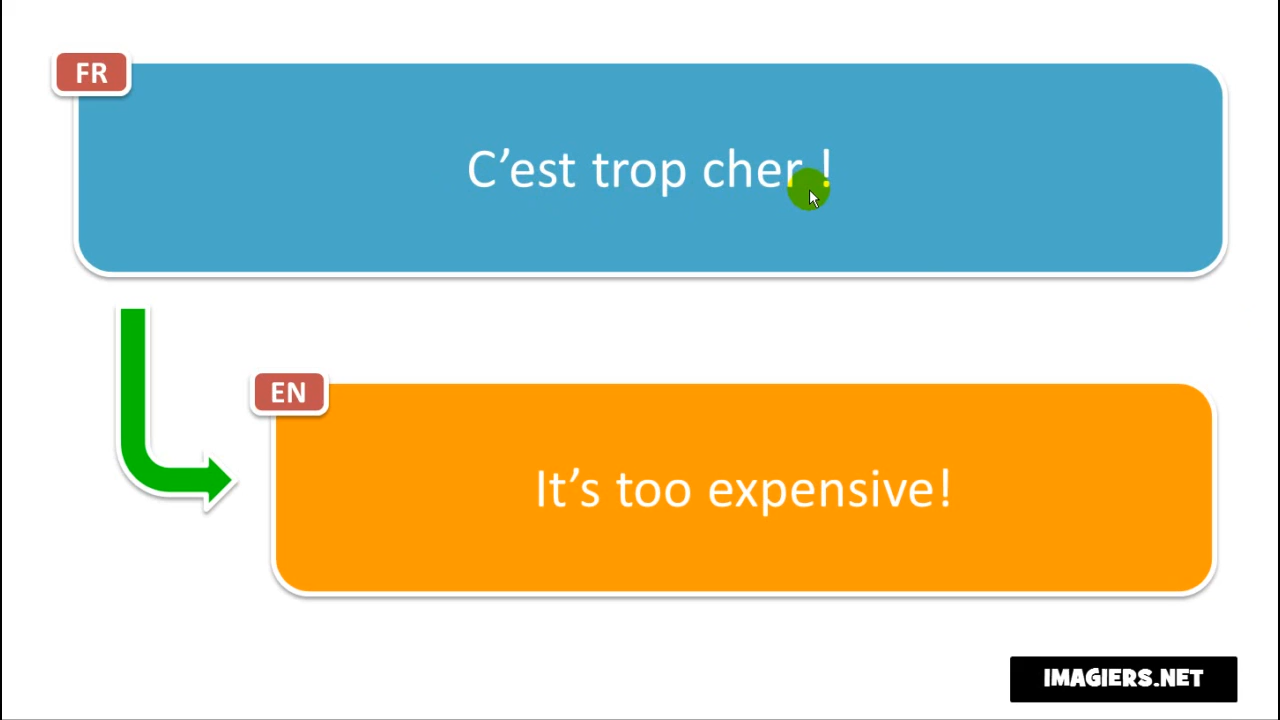 FR
C’est trop cher !
EN
It’s too expensive!
IMAGIERS.NET